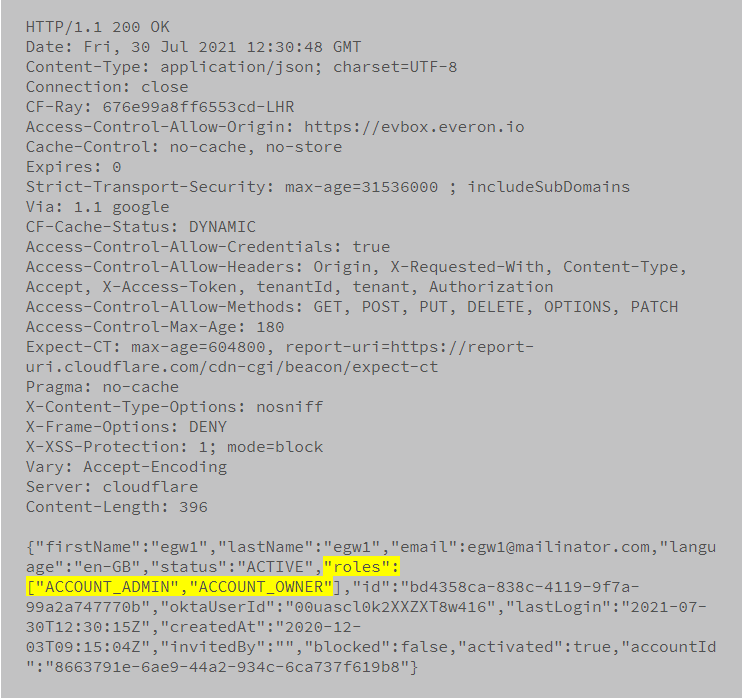 HTTP/1.1 200 OK
Date: Fri, 30 Jul 2021 12:30:48 GMT
Content-Type: application/json; charset=UTF-8
Connection: close
CF-Ray: 676e99a8ff6553cd-LHR
Access-Control-Allow-Origin: https://evbox.everon.io
Cache-Control: no-cache, no-store
Expires: 0
Strict-Transport-Security: max-age=31536000 ; includeSubDomains
Via: 1.1 google
CF-Cache-Status: DYNAMIC
Access-Control-Allow-Credentials: true
Access-Control-Allow-Headers: Origin, X-Requested-With, Content-Type,
Accept, X-Access-Token, tenantId, tenant, Authorization
Access-Control-Allow-Methods: GET, POST, PUT, DELETE, OPTIONS, PATCH
Access-Control-Max-Age: 180
Expect-CT: max-age=604800, report-uri=https://report-
uri.cloudflare.com/cdn-cgi/beacon/expect-ct
Pragma: no-cache
X-Content-Type-Options: nosniff
X-Frame-Options: DENY
X-XSS-Protection: 1; mode=block
Vary: Accept-Encoding
Server: cloudflare
Content-Length: 396

{"firstName":"egw1","lastName":"egw1","email":egw1@mailinator.com,"langu
age":"en-GB","status":"ACTIVE","roles":
["ACCOUNT_ADMIN","ACCOUNT_OWNER"],"id":"bd4358ca-838c-4119-9f7a-
99a2a747770b","oktaUserId":"00uascl0k2XXZXT8w416","lastLogin":"2021-07-
30T12:30:15Z","createdAt":"2020-12-
03T09:15:04Z","invitedBy":"","blocked":false,"activated":true,"accountId
":"8663791e-6ae9-44a2-934c-6ca737f619b8"}